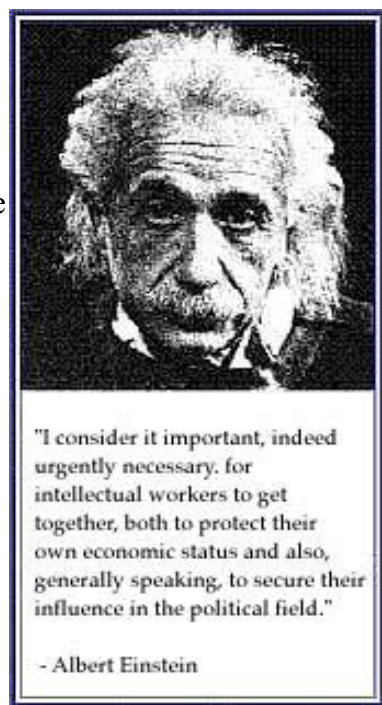 e
"I consider it important, indeed
urgently necessary. for
intellectual workers to get
together, both to protect their
own economic status and also,
generally speaking, to secure their
influence in the political field."
- Albert Einstein